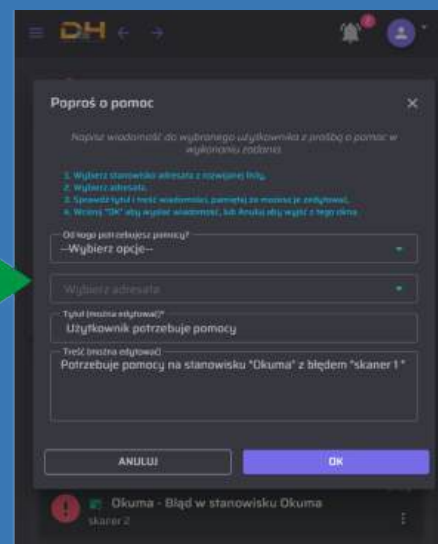 DH
Poproś o pomoc
Napisz wiadomość do wybranego użytkownika z prośbą o pomoc w
wykonaniu zadania.
1. Wybierz stanowisko adresata z rozwijanej listy,
2. Wybierz adresata,
3. Sprawdź tytuł i treść wiadomości, pamiętaj że możesz je zedytować,
4. Wciśnij "OK" aby wysłać wiadomość, lub Anuluj aby wyjść z tego okna.
Od kogo potrzebujesz pomocy?
--Wybierz opcje--
Wybierz adresata
Tytuł (można edytować)*
Użytkownik potrzebuje pomocy
Treść (można edytować)
Potrzebuje pomocy na stanowisku "Okuma" z błędem "skaner 1"
ANULUJ
OK
Okuma - Błąd w stanowisku Okuma
skaner 2